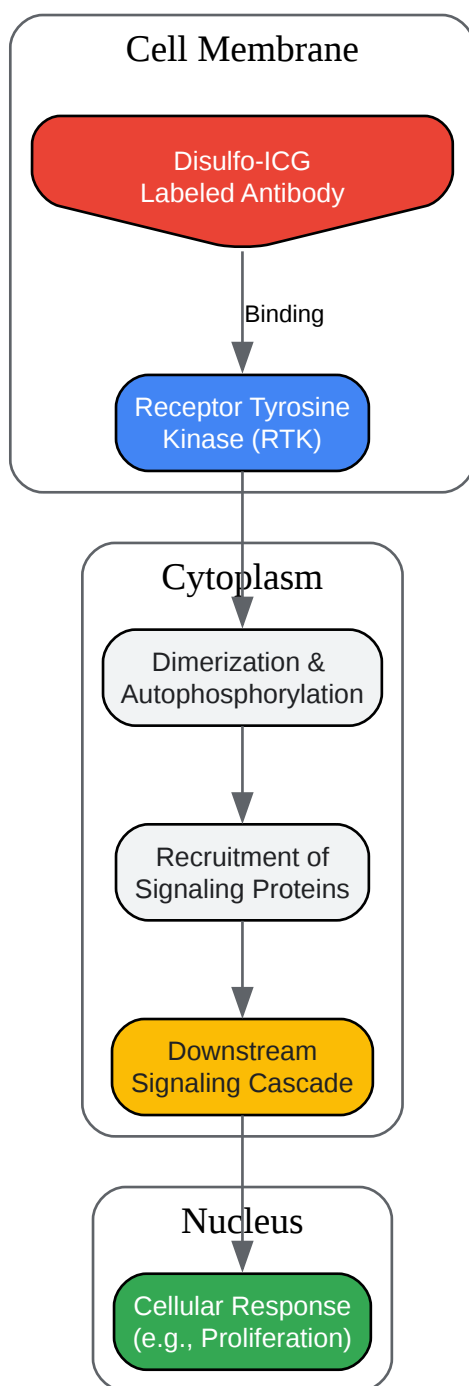 Cell Membrane
Disulfo-ICG
Labeled Antibody
Binding
Receptor Tyrosine
Kinase (RTK)
Cytoplasm
Dimerization &
Autophosphorylation
Recruitment of
Signaling Proteins
Downstream
Signaling Cascade
Nucleus
Cellular Response
(e.g., Proliferation)